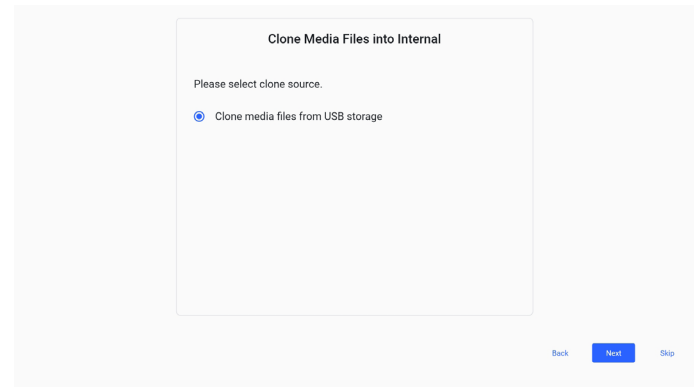 Clone Media Files into Internal
Please select clone source.
Clone media files from USB storage
Back
Next
Skip